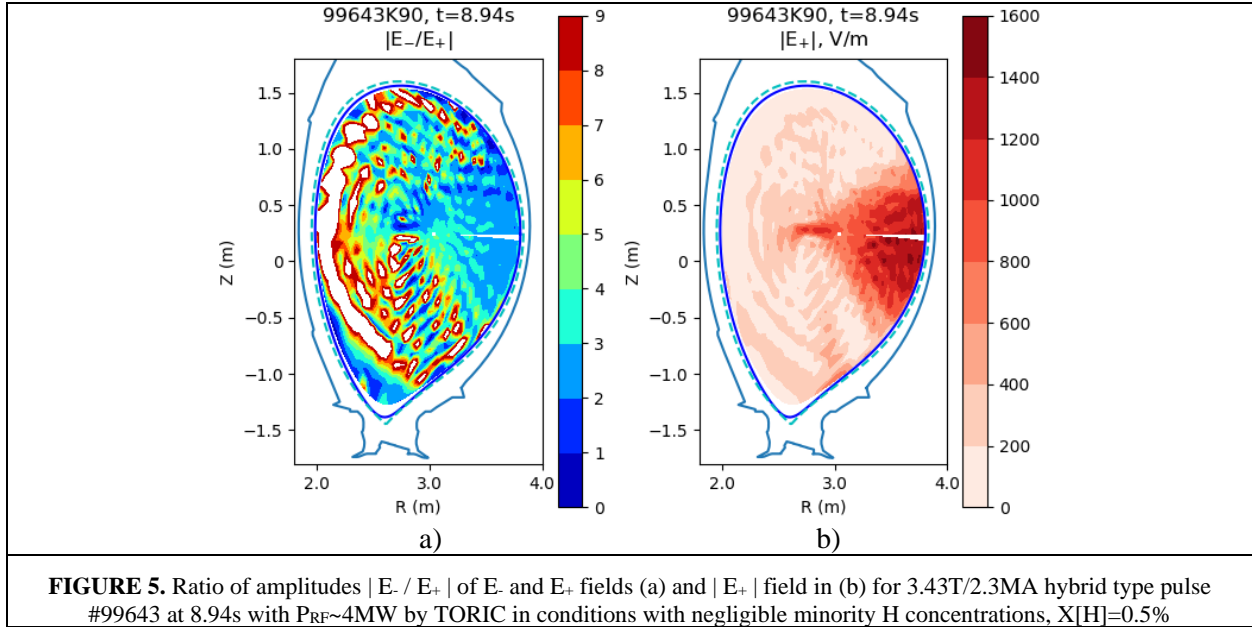 99643K90, t=8.94s
|E₋/E₊|
9
8
7
6
5
4
3
2
1
0
1.5
1.0
0.5
0
−0.5
−1.0
−1.5
Z (m)
2.0 3.0 4.0
R (m)
a)
99643K90, t=8.94s
|E₊|, V/m
1600
1400
1200
1000
800
600
400
200
0
1.5
1.0
0.5
0
−0.5
−1.0
−1.5
Z (m)
2.0 3.0 4.0
R (m)
b)
FIGURE 5. Ratio of amplitudes | E₋ / E₊ | of E₋ and E₊ fields (a) and | E₊ | field in (b) for 3.43T/2.3MA hybrid type pulse
#99643 at 8.94s with PRF~4MW by TORIC in conditions with negligible minority H concentrations, X[H]=0.5%